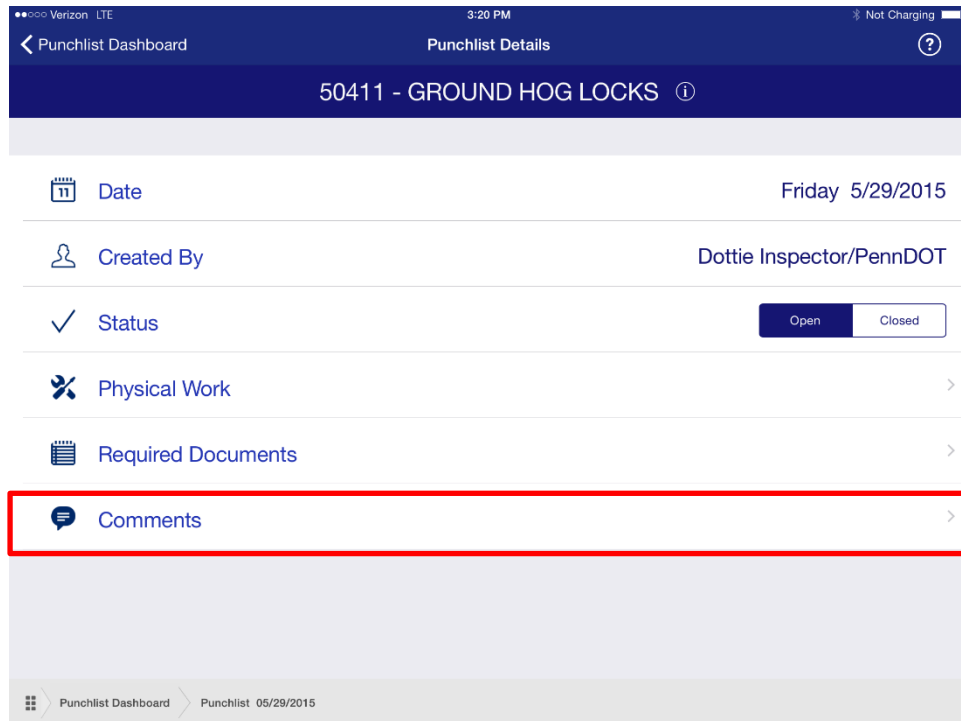 Verizon LTE 3:20 PM Not Charging
Punchlist Dashboard Punchlist Details ?
50411 - GROUND HOG LOCKS i
11 Date Friday 5/29/2015
Created By Dottie Inspector/PennDOT
Status Open Closed
Physical Work
Required Documents
Comments
Punchlist Dashboard Punchlist 05/29/2015